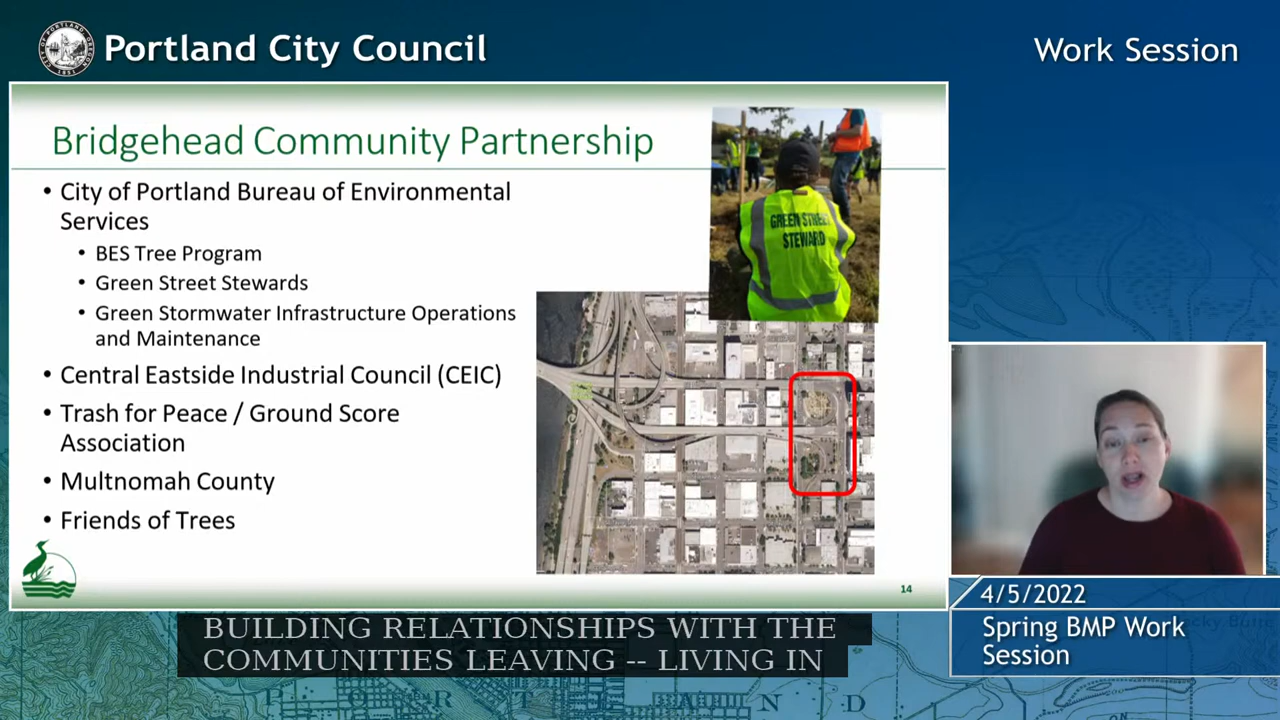 Portland City Council
Work Session
Bridgehead Community Partnership
• City of Portland Bureau of Environmental
Services
• BES Tree Program
• Green Street Stewards
• Green Stormwater Infrastructure Operations
and Maintenance
• Central Eastside Industrial Council (CEIC)
• Trash for Peace / Ground Score
Association
• Multnomah County
• Friends of Trees
GREEN STREET
STEWARD
14
4/5/2022
Spring BMP Work
Session
BUILDING RELATIONSHIPS WITH THE
COMMUNITIES LEAVING -- LIVING IN